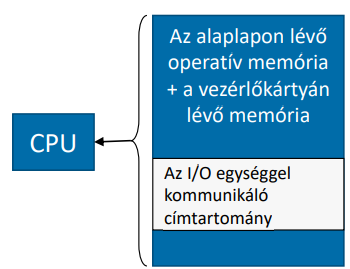 Az alaplapon lévő
operatív memória
+ a vezérlőkártyán
lévő memória
CPU
Az I/O egységgel
kommunikáló
címtartomány